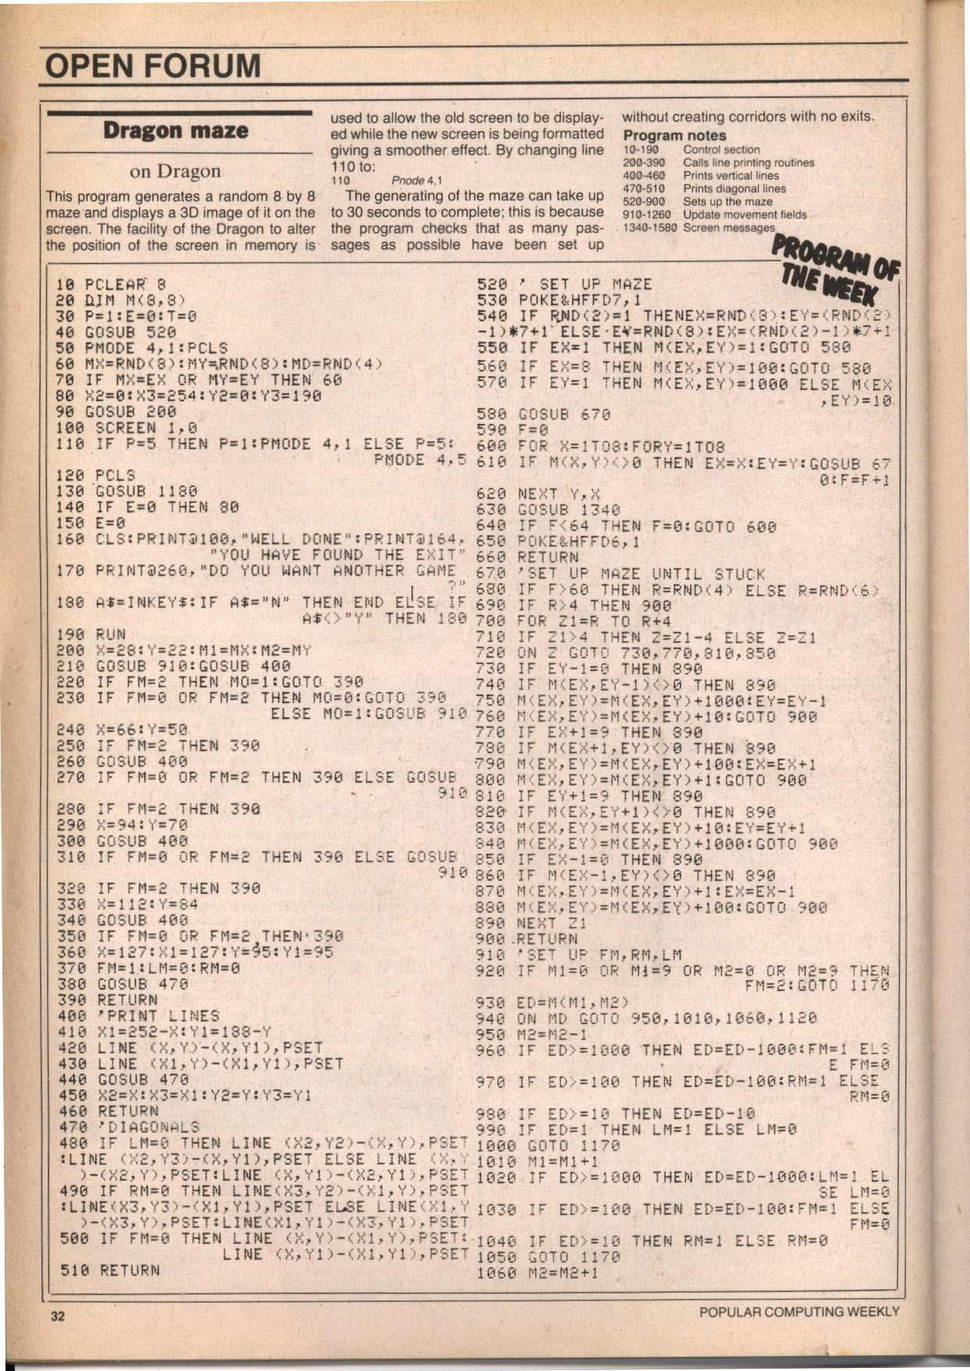 OPEN FORUM
Dragon maze
on Dragon
This program generates a random 8 by 8
maze and displays a 3D image of it on the
screen. The facility of the Dragon to alter
the position of the screen in memory is
used to allow the old screen to be display-
ed while the new screen is being formatted
giving a smoother effect. By changing line
110 to:
110 Pnode 4,1
The generating of the maze can take up
to 30 seconds to complete; this is because
the program checks that as many pas-
sages as possible have been set up
without creating corridors with no exits.
Program notes
10-190 Control section
200-390 Calls line printing routines
400-460 Prints vertical lines
470-510 Prints diagonal lines
520-900 Sets up the maze
910-1260 Update movement fields
1340-1580 Screen messages
PROGRAM OF
THE WEEK
10 PCLEAR 8
20 DIM M(8,8)
30 P=1:E=0:T=0
40 GOSUB 520
50 PMODE 4,1:PCLS
60 MX=RND(8):MY=RND(8):MD=RND(4)
70 IF MX=EX OR MY=EY THEN 60
80 X2=0:X3=254:Y2=0:Y3=190
90 GOSUB 200
100 SCREEN 1,0
110 IF P=5 THEN P=1:PMODE 4,1 ELSE P=5:
PMODE 4,5
120 PCLS
130 GOSUB 1180
140 IF E=0 THEN 80
150 E=0
160 CLS:PRINT@100,"WELL DONE":PRINT@164,
"YOU HAVE FOUND THE EXIT"
170 PRINT@260,"DO YOU WANT ANOTHER GAME
?"
180 A$=INKEY$:IF A$="N" THEN END ELSE IF
A$<>"Y" THEN 180
190 RUN
200 X=28:Y=22:M1=MX:M2=MY
210 GOSUB 910:GOSUB 400
220 IF FM=2 THEN MO=1:GOTO 390
230 IF FM=0 OR FM=2 THEN MO=0:GOTO 390
ELSE MO=1:GOSUB 910
240 X=66:Y=50
250 IF FM=2 THEN 390
260 GOSUB 400
270 IF FM=0 OR FM=2 THEN 390 ELSE GOSUB
910
280 IF FM=2 THEN 390
290 X=94:Y=70
300 GOSUB 400
310 IF FM=0 OR FM=2 THEN 390 ELSE GOSUB
910
320 IF FM=2 THEN 390
330 X=112:Y=84
340 GOSUB 400
350 IF FM=0 OR FM=2 THEN 390
360 X=127:X1=127:Y=95:Y1=95
370 FM=1:LM=0:RM=0
380 GOSUB 470
390 RETURN
400 'PRINT LINES
410 X1=252-X:Y1=188-Y
420 LINE (X,Y)-(X,Y1),PSET
430 LINE (X1,Y)-(X1,Y1),PSET
440 GOSUB 470
450 X2=X:X3=X1:Y2=Y:Y3=Y1
460 RETURN
470 'DIAGONALS
480 IF LM=0 THEN LINE (X2,Y2)-(X,Y),PSET
:LINE (X2,Y3)-(X,Y1),PSET ELSE LINE (X,Y
)-(X2,Y),PSET:LINE (X,Y1)-(X2,Y1),PSET
490 IF RM=0 THEN LINE(X3,Y2)-(X1,Y),PSET
:LINE(X3,Y3)-(X1,Y1),PSET ELSE LINE(X1,Y
)-(X3,Y),PSET:LINE(X1,Y1)-(X3,Y1),PSET
500 IF FM=0 THEN LINE (X,Y)-(X1,Y),PSET:
LINE (X,Y1)-(X1,Y1),PSET
510 RETURN
520 ' SET UP MAZE
530 POKE&HFFD7,1
540 IF RND(2)=1 THENEX=RND(8):EY=(RND(2)
-1)*7+1 ELSE EY=RND(8):EX=(RND(2)-1)*7+1
550 IF EX=1 THEN M(EX,EY)=1:GOTO 580
560 IF EX=8 THEN M(EX,EY)=100:GOTO 580
570 IF EY=1 THEN M(EX,EY)=1000 ELSE M(EX
,EY)=10
580 GOSUB 670
590 F=0
600 FOR X=1TO8:FORY=1TO8
610 IF M(X,Y)<>0 THEN EX=X:EY=Y:GOSUB 67
0:F=F+1
620 NEXT Y,X
630 GOSUB 1340
640 IF F<64 THEN F=0:GOTO 600
650 POKE&HFFD6,1
660 RETURN
670 'SET UP MAZE UNTIL STUCK
680 IF F>60 THEN R=RND(4) ELSE R=RND(6)
690 IF R>4 THEN 900
700 FOR Z1=R TO R+4
710 IF Z1>4 THEN Z=Z1-4 ELSE Z=Z1
720 ON Z GOTO 730,770,810,850
730 IF EY-1=0 THEN 890
740 IF M(EX,EY-1)<>0 THEN 890
750 M(EX,EY)=M(EX,EY)+1000:EY=EY-1
760 M(EX,EY)=M(EX,EY)+10:GOTO 900
770 IF EX+1=9 THEN 890
780 IF M(EX+1,EY)<>0 THEN 890
790 M(EX,EY)=M(EX,EY)+100:EX=EX+1
800 M(EX,EY)=M(EX,EY)+1:GOTO 900
810 IF EY+1=9 THEN 890
820 IF M(EX,EY+1)<>0 THEN 890
830 M(EX,EY)=M(EX,EY)+10:EY=EY+1
840 M(EX,EY)=M(EX,EY)+1000:GOTO 900
850 IF EX-1=0 THEN 890
860 IF M(EX-1,EY)<>0 THEN 890
870 M(EX,EY)=M(EX,EY)+1:EX=EX-1
880 M(EX,EY)=M(EX,EY)+100:GOTO 900
890 NEXT Z1
900 RETURN
910 'SET UP FM,RM,LM
920 IF M1=0 OR M1=9 OR M2=0 OR M2=9 THEN
FM=2:GOTO 1170
930 ED=M(M1,M2)
940 ON MD GOTO 950,1010,1060,1120
950 M2=M2-1
960 IF ED>=1000 THEN ED=ED-1000:FM=1 ELS
E FM=0
970 IF ED>=100 THEN ED=ED-100:RM=1 ELSE
RM=0
980 IF ED>=10 THEN ED=ED-10
990 IF ED=1 THEN LM=1 ELSE LM=0
1000 GOTO 1170
1010 M1=M1+1
1020 IF ED>=1000 THEN ED=ED-1000:LM=1 EL
SE LM=0
1030 IF ED>=100 THEN ED=ED-100:FM=1 ELSE
FM=0
1040 IF ED>=10 THEN RM=1 ELSE RM=0
1050 GOTO 1170
1060 M2=M2+1
32
POPULAR COMPUTING WEEKLY